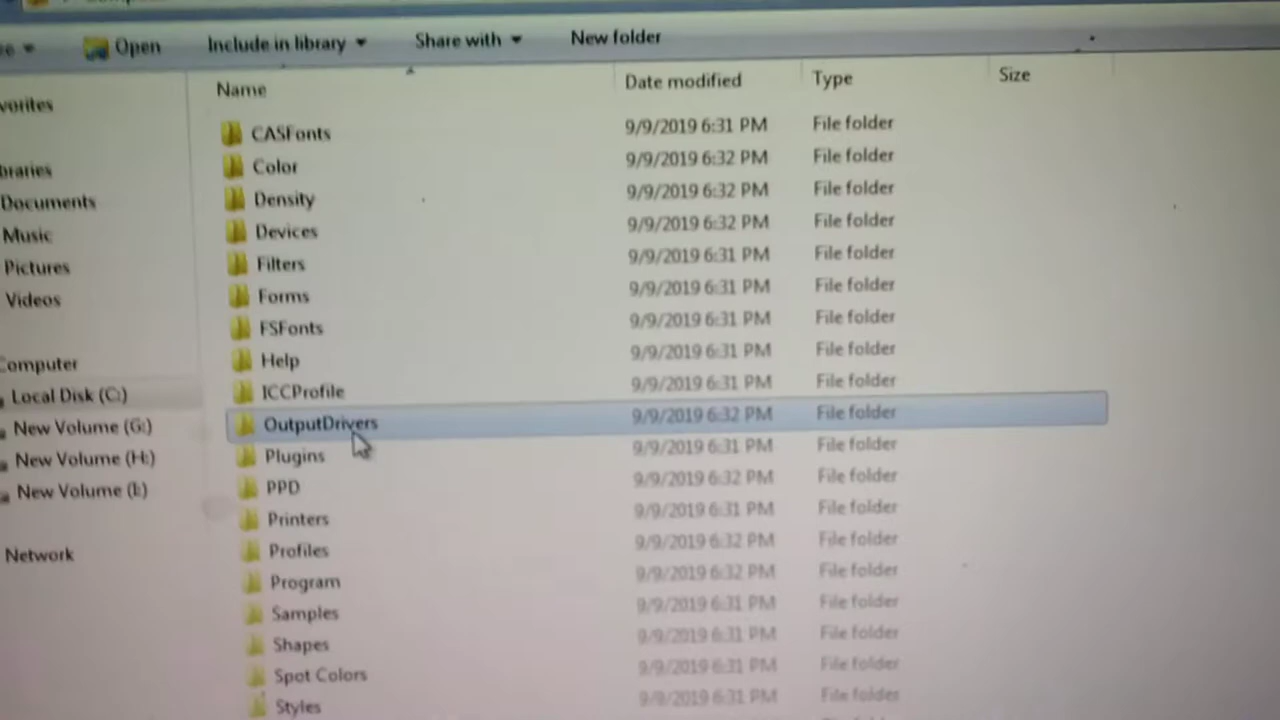 Open Include in library Share with New folder
Name Date modified Type Size
CASFonts 9/9/2019 6:31 PM File folder
Color 9/9/2019 6:32 PM File folder
Density 9/9/2019 6:32 PM File folder
Devices 9/9/2019 6:32 PM File folder
Filters 9/9/2019 6:31 PM File folder
Forms 9/9/2019 6:31 PM File folder
FSFonts 9/9/2019 6:31 PM File folder
Help 9/9/2019 6:31 PM File folder
ICCProfile 9/9/2019 6:31 PM File folder
OutputDrivers 9/9/2019 6:32 PM File folder
Plugins 9/9/2019 6:31 PM File folder
PPD 9/9/2019 6:32 PM File folder
Printers 9/9/2019 6:31 PM File folder
Profiles 9/9/2019 6:32 PM File folder
Program 9/9/2019 6:32 PM File folder
Samples 9/9/2019 6:31 PM File folder
Shapes 9/9/2019 6:31 PM File folder
Spot Colors 9/9/2019 6:31 PM File folder
Styles 9/9/2019 6:31 PM File folder
vorites
braries
Documents
Music
Pictures
Videos
Computer
Local Disk (C:)
New Volume (G:)
New Volume (H:)
New Volume (I:)
Network